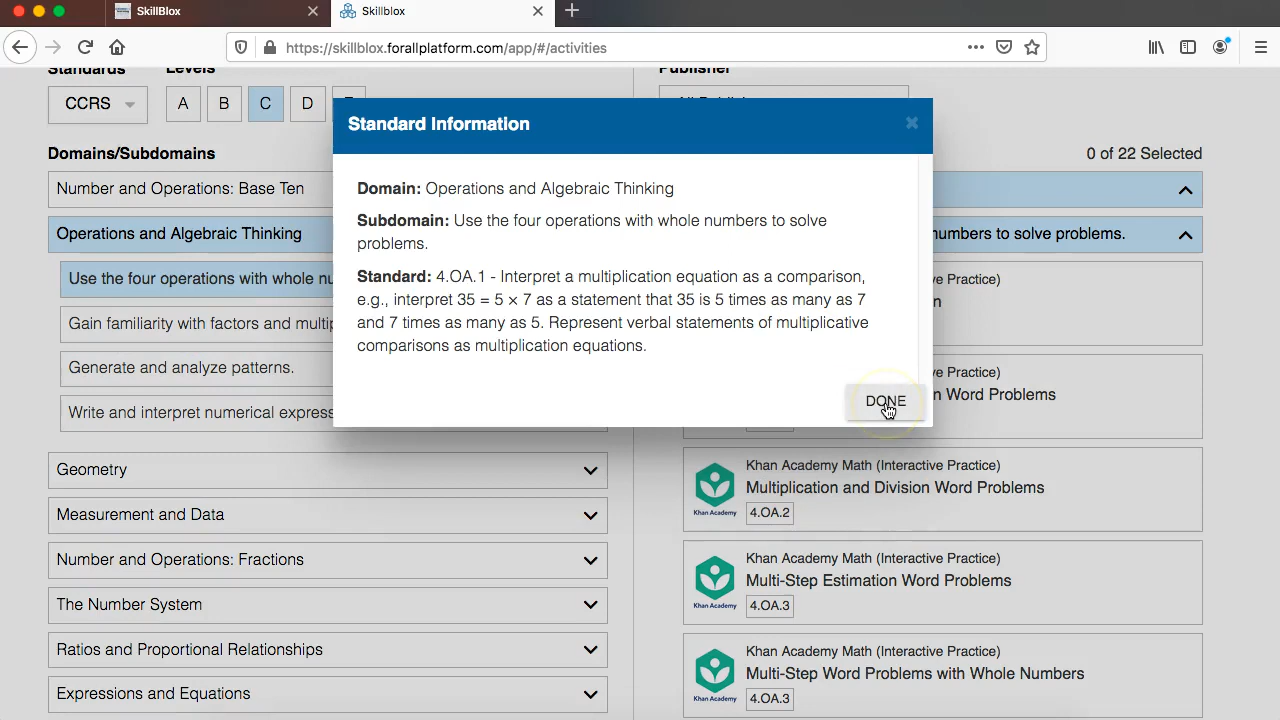 SkillBlox
Skillblox
https://skillblox.forallplatform.com/app/#/activities
Standards
Levels
Publisher
CCRS
A
B
C
D
Domains/Subdomains
0 of 22 Selected
Number and Operations: Base Ten
Operations and Algebraic Thinking
umbers to solve problems.
Use the four operations with whole nu
Gain familiarity with factors and multip
Generate and analyze patterns.
Write and interpret numerical express
Geometry
Measurement and Data
Number and Operations: Fractions
The Number System
Ratios and Proportional Relationships
Expressions and Equations
Standard Information
Domain: Operations and Algebraic Thinking
Subdomain: Use the four operations with whole numbers to solve
problems.
Standard: 4.OA.1 - Interpret a multiplication equation as a comparison,
e.g., interpret 35 = 5 × 7 as a statement that 35 is 5 times as many as 7
and 7 times as many as 5. Represent verbal statements of multiplicative
comparisons as multiplication equations.
DONE
ve Practice)
n
ve Practice)
n Word Problems
Khan Academy Math (Interactive Practice)
Multiplication and Division Word Problems
Khan Academy
4.OA.2
Khan Academy Math (Interactive Practice)
Multi-Step Estimation Word Problems
Khan Academy
4.OA.3
Khan Academy Math (Interactive Practice)
Multi-Step Word Problems with Whole Numbers
Khan Academy
4.OA.3